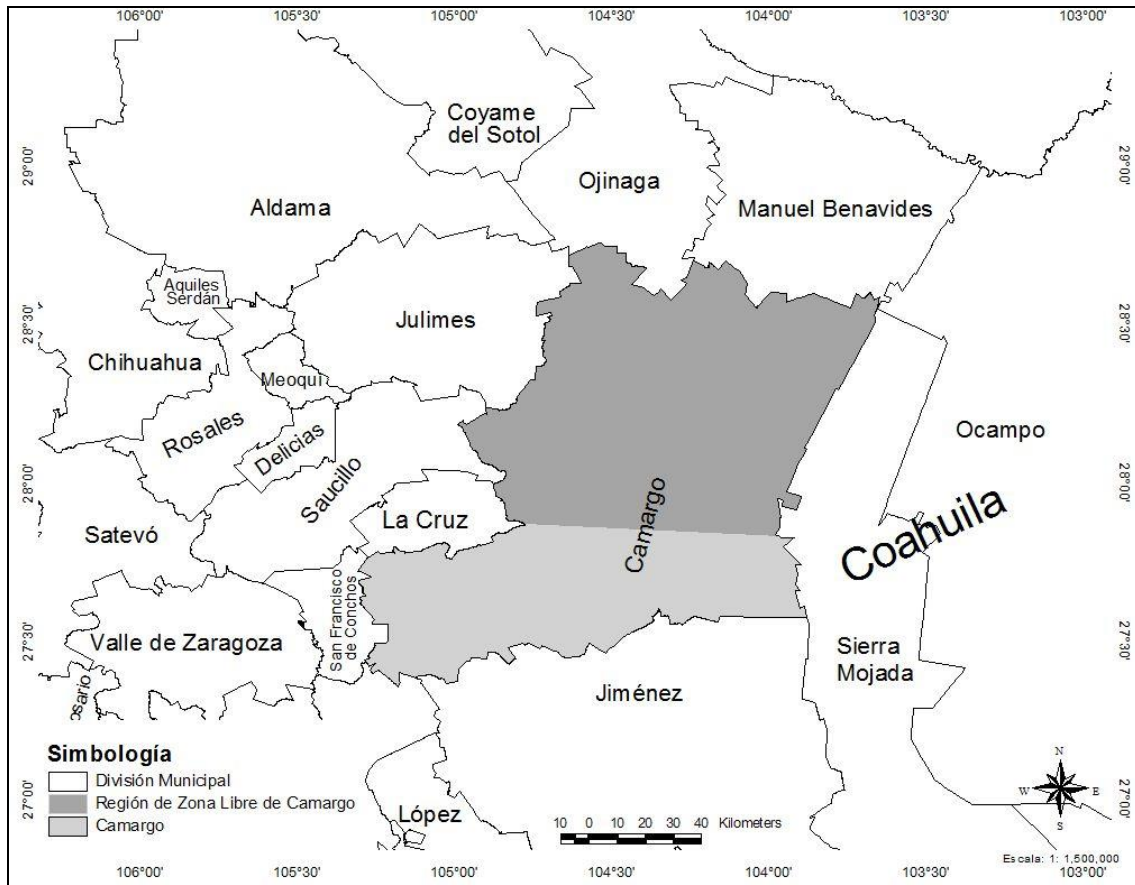 106°00' 105°30' 105°00' 104°30' 104°00' 103°30' 103°00'
29°00'
28°00'
Coyame
del Sotol
Ojinaga
Aldama
Manuel Benavides
Aquiles
Serdán
28°30'
28°30'
Julimes
Chihuahua
Meoqui
Rosales
Delicias
Ocampo
Saucillo
28°00'
28°00'
La Cruz
Camargo
Satevó
Coahuila
San Francisco
de Conchos
27°30'
27°30'
Valle de Zaragoza
Sierra
Mojada
osario
Jiménez
Simbología
División Municipal
Región de Zona Libre de Camargo
Camargo
27°00'
27°00'
López
10 0 10 20 30 40 Kilometers
N
W E
S
Escala: 1: 1,500,000
106°00' 105°30' 105°00' 104°30' 104°00' 103°30' 103°00'